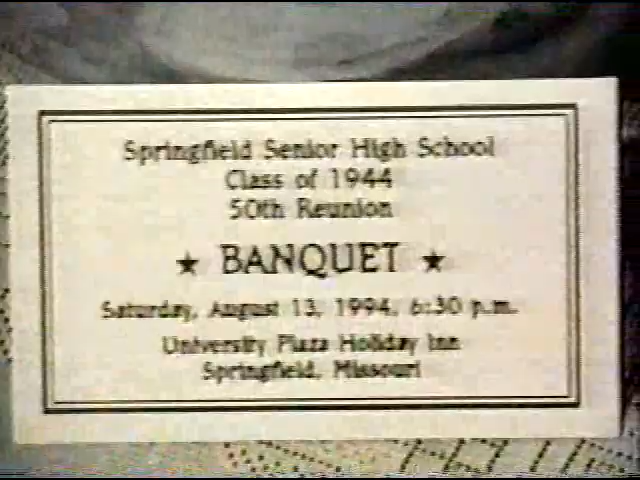 Springfield Senior High School
Class of 1944
50th Reunion
★ BANQUET ★
Saturday, August 13, 1994, 6:30 p.m.
University Plaza Holiday Inn
Springfield, Missouri